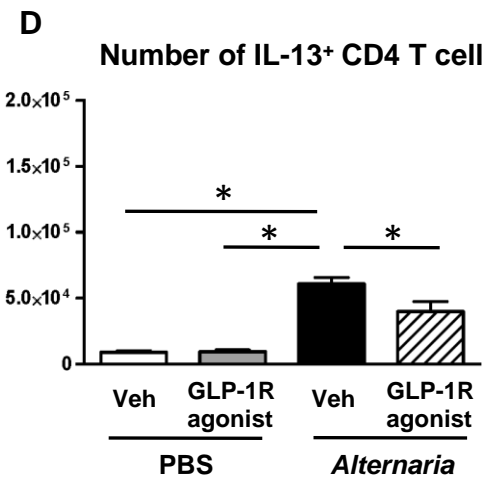 D
Number of IL-13⁺ CD4 T cell
2.0×10⁵
1.5×10⁵
*
1.0×10⁵
* *
5.0×10⁴
0
Veh GLP-1R agonist Veh GLP-1R agonist
PBS Alternaria